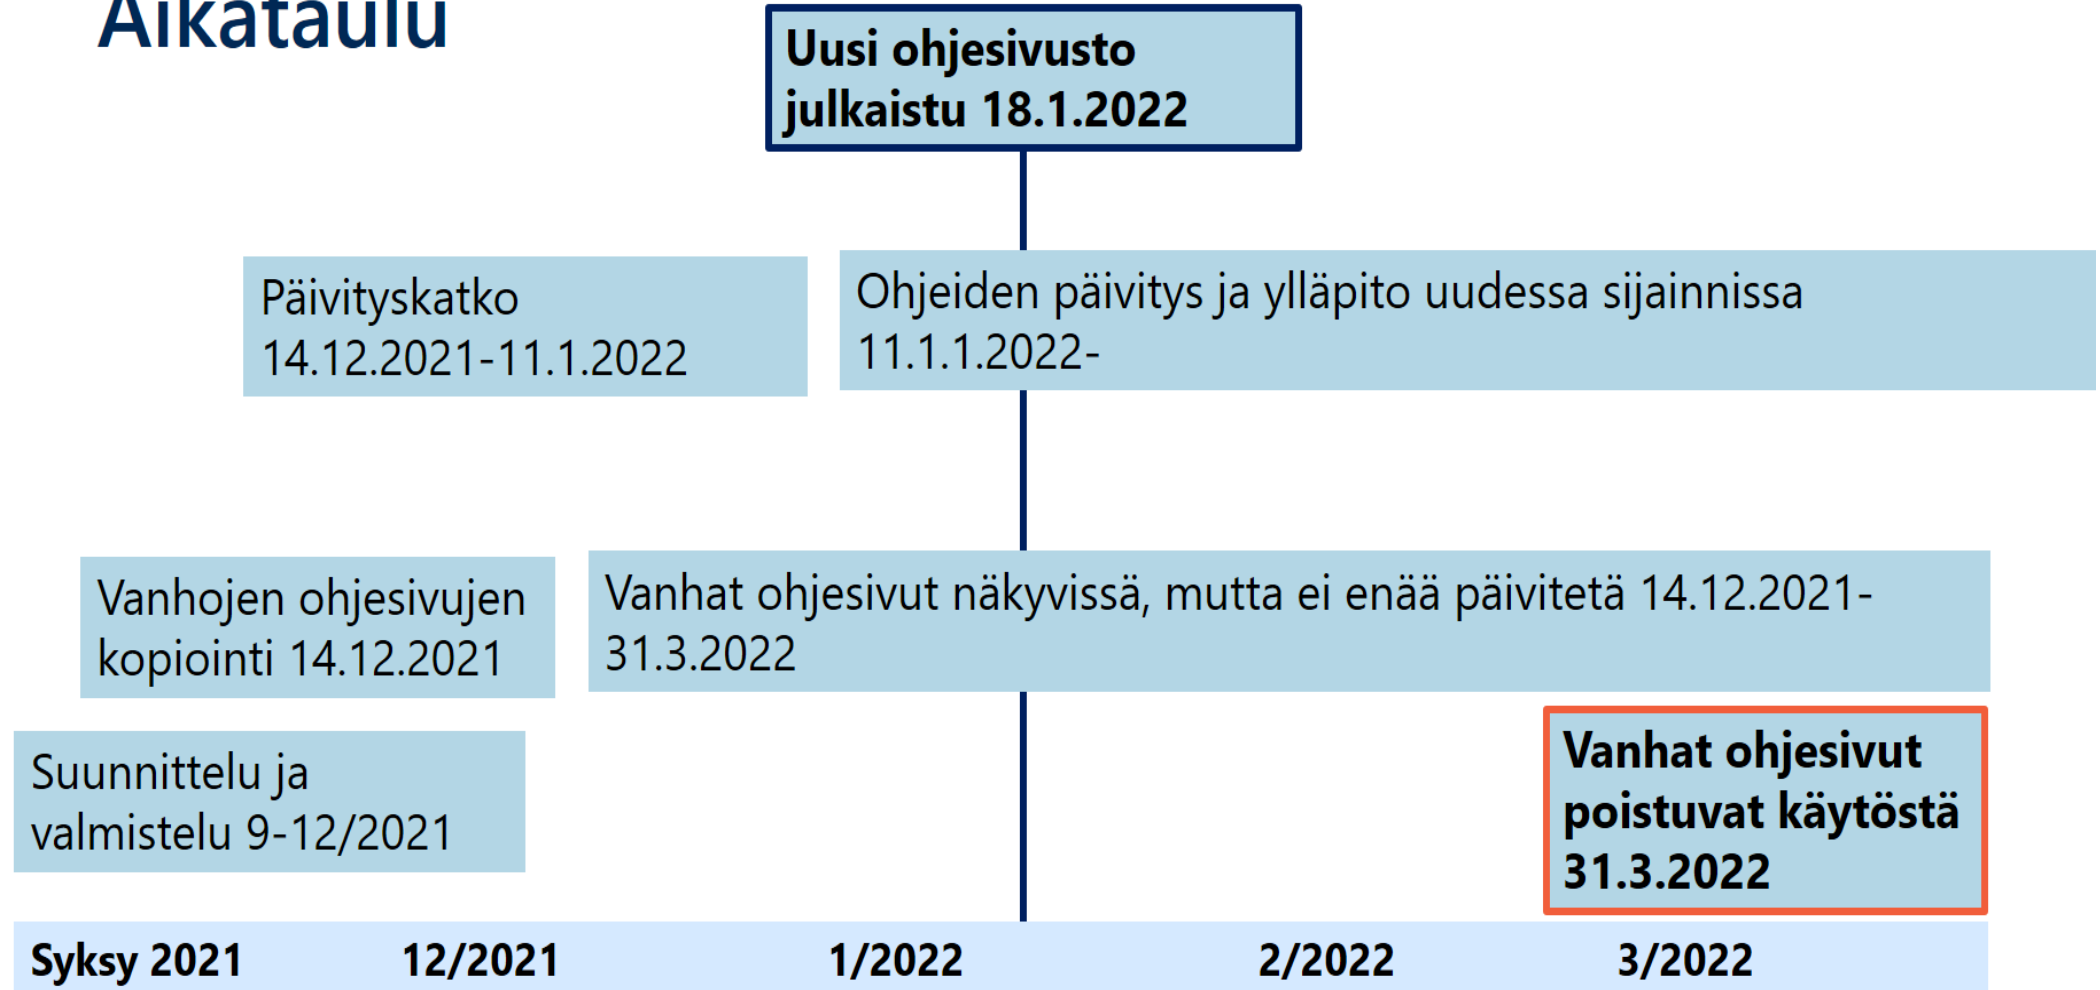 Aikataulu
Uusi ohjesivusto
julkaistu 18.1.2022
Päivityskatko
14.12.2021-11.1.2022
Ohjeiden päivitys ja ylläpito uudessa sijainnissa
11.1.1.2022-
Vanhojen ohjesivujen
kopiointi 14.12.2021
Vanhat ohjesivut näkyvissä, mutta ei enää päivitetä 14.12.2021-
31.3.2022
Suunnittelu ja
valmistelu 9-12/2021
Vanhat ohjesivut
poistuvat käytöstä
31.3.2022
Syksy 2021 12/2021 1/2022 2/2022 3/2022